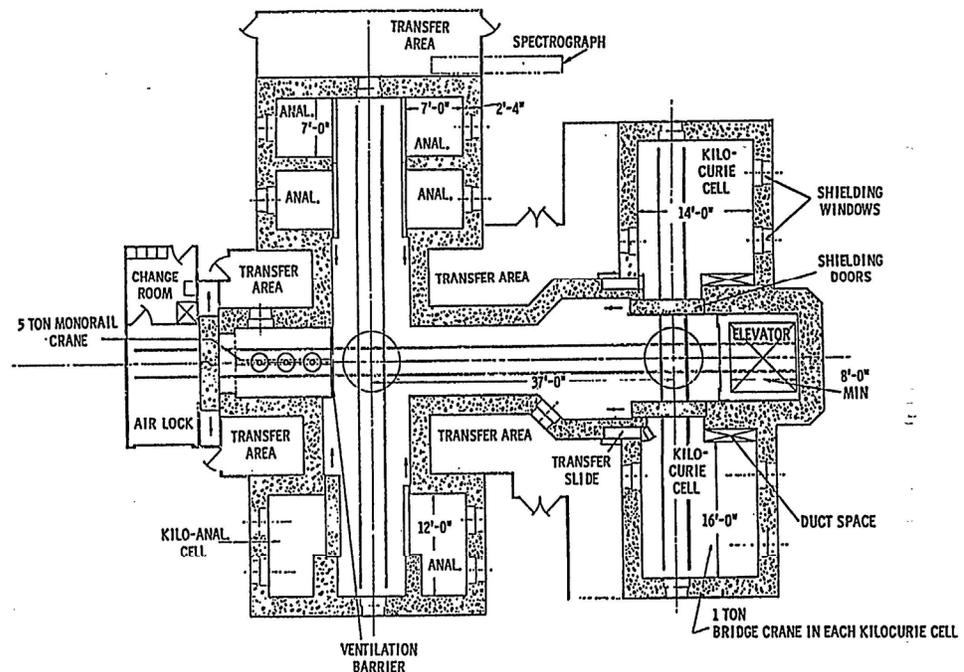 TRANSFER
AREA
SPECTROGRAPH
ANAL.
7'-0"
7'-0"
2'-4"
ANAL.
ANAL.
ANAL.
KILO-
CURIE
CELL
14'-0"
SHIELDING
WINDOWS
CHANGE
ROOM
TRANSFER
AREA
TRANSFER AREA
SHIELDING
DOORS
5 TON MONORAIL
CRANE
ELEVATOR
37'-0"
8'-0"
MIN
AIR LOCK
TRANSFER
AREA
TRANSFER AREA
TRANSFER
SLIDE
KILO-
CURIE
CELL
KILO-ANAL.
CELL
12'-0"
ANAL.
16'-0"
DUCT SPACE
1 TON
BRIDGE CRANE IN EACH KILOCURIE CELL
VENTILATION
BARRIER